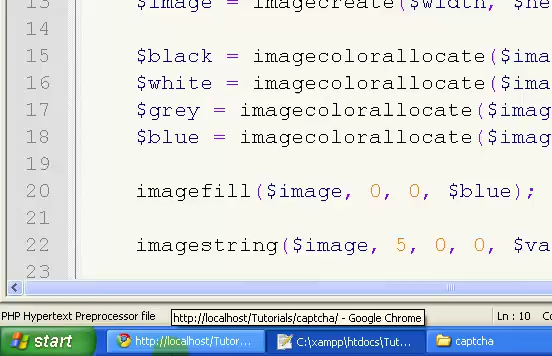 13 $image = imagecreate($width, $he
14
15 $black = imagecolorallocate($ima
16 $white = imagecolorallocate($ima
17 $grey = imagecolorallocate($imag
18 $blue = imagecolorallocate($imag
19
20 imagefill($image, 0, 0, $blue);
21
22 imagestring($image, 5, 0, 0, $va
23
PHP Hypertext Preprocessor file http://localhost/Tutorials/captcha/ - Google Chrome Ln : 10 Co
start http://localhost/Tutor... C:\xampp\htdocs\Tut... captcha